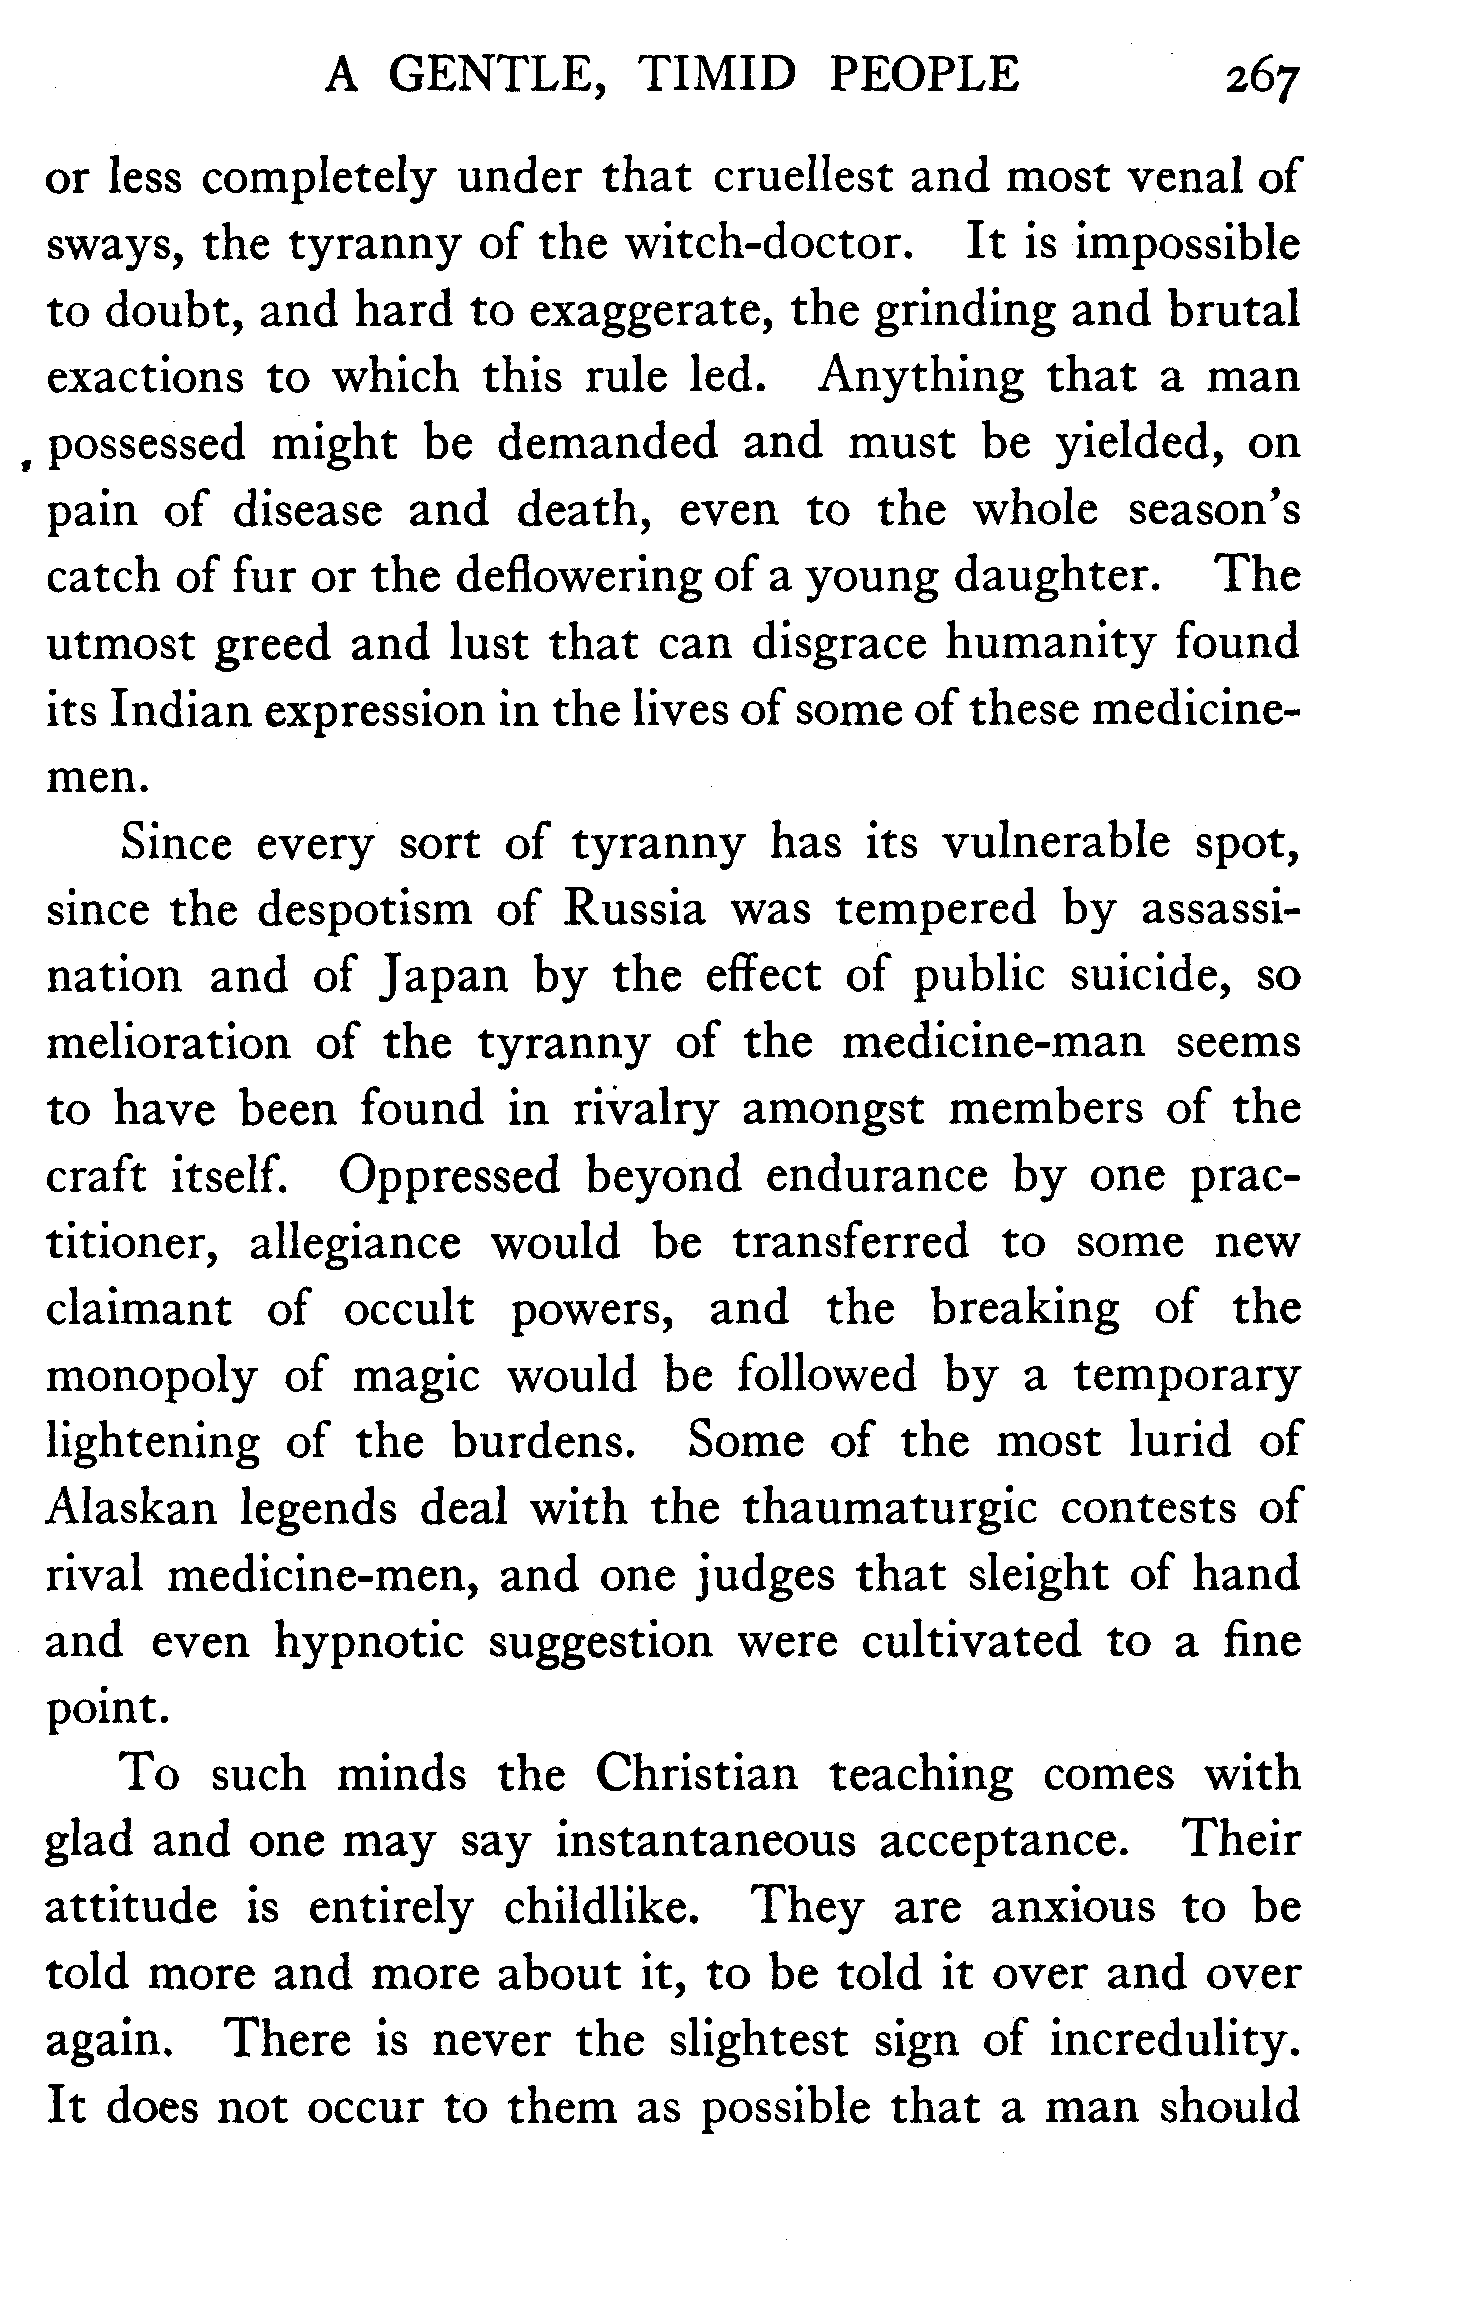 A GENTLE, TIMID PEOPLE 267
or less completely under that cruellest and most venal of
sways, the tyranny of the witch-doctor. It is impossible
to doubt, and hard to exaggerate, the grinding and brutal
exactions to which this rule led. Anything that a man
possessed might be demanded and must be yielded, on
pain of disease and death, even to the whole season's
catch of fur or the deflowering of a young daughter. The
utmost greed and lust that can disgrace humanity found
its Indian expression in the lives of some of these medicine-
men.
Since every sort of tyranny has its vulnerable spot,
since the despotism of Russia was tempered by assassi-
nation and of Japan by the effect of public suicide, so
melioration of the tyranny of the medicine-man seems
to have been found in rivalry amongst members of the
craft itself. Oppressed beyond endurance by one prac-
titioner, allegiance would be transferred to some new
claimant of occult powers, and the breaking of the
monopoly of magic would be followed by a temporary
lightening of the burdens. Some of the most lurid of
Alaskan legends deal with the thaumaturgic contests of
rival medicine-men, and one judges that sleight of hand
and even hypnotic suggestion were cultivated to a fine
point.
To such minds the Christian teaching comes with
glad and one may say instantaneous acceptance. Their
attitude is entirely childlike. They are anxious to be
told more and more about it, to be told it over and over
again. There is never the slightest sign of incredulity.
It does not occur to them as possible that a man should